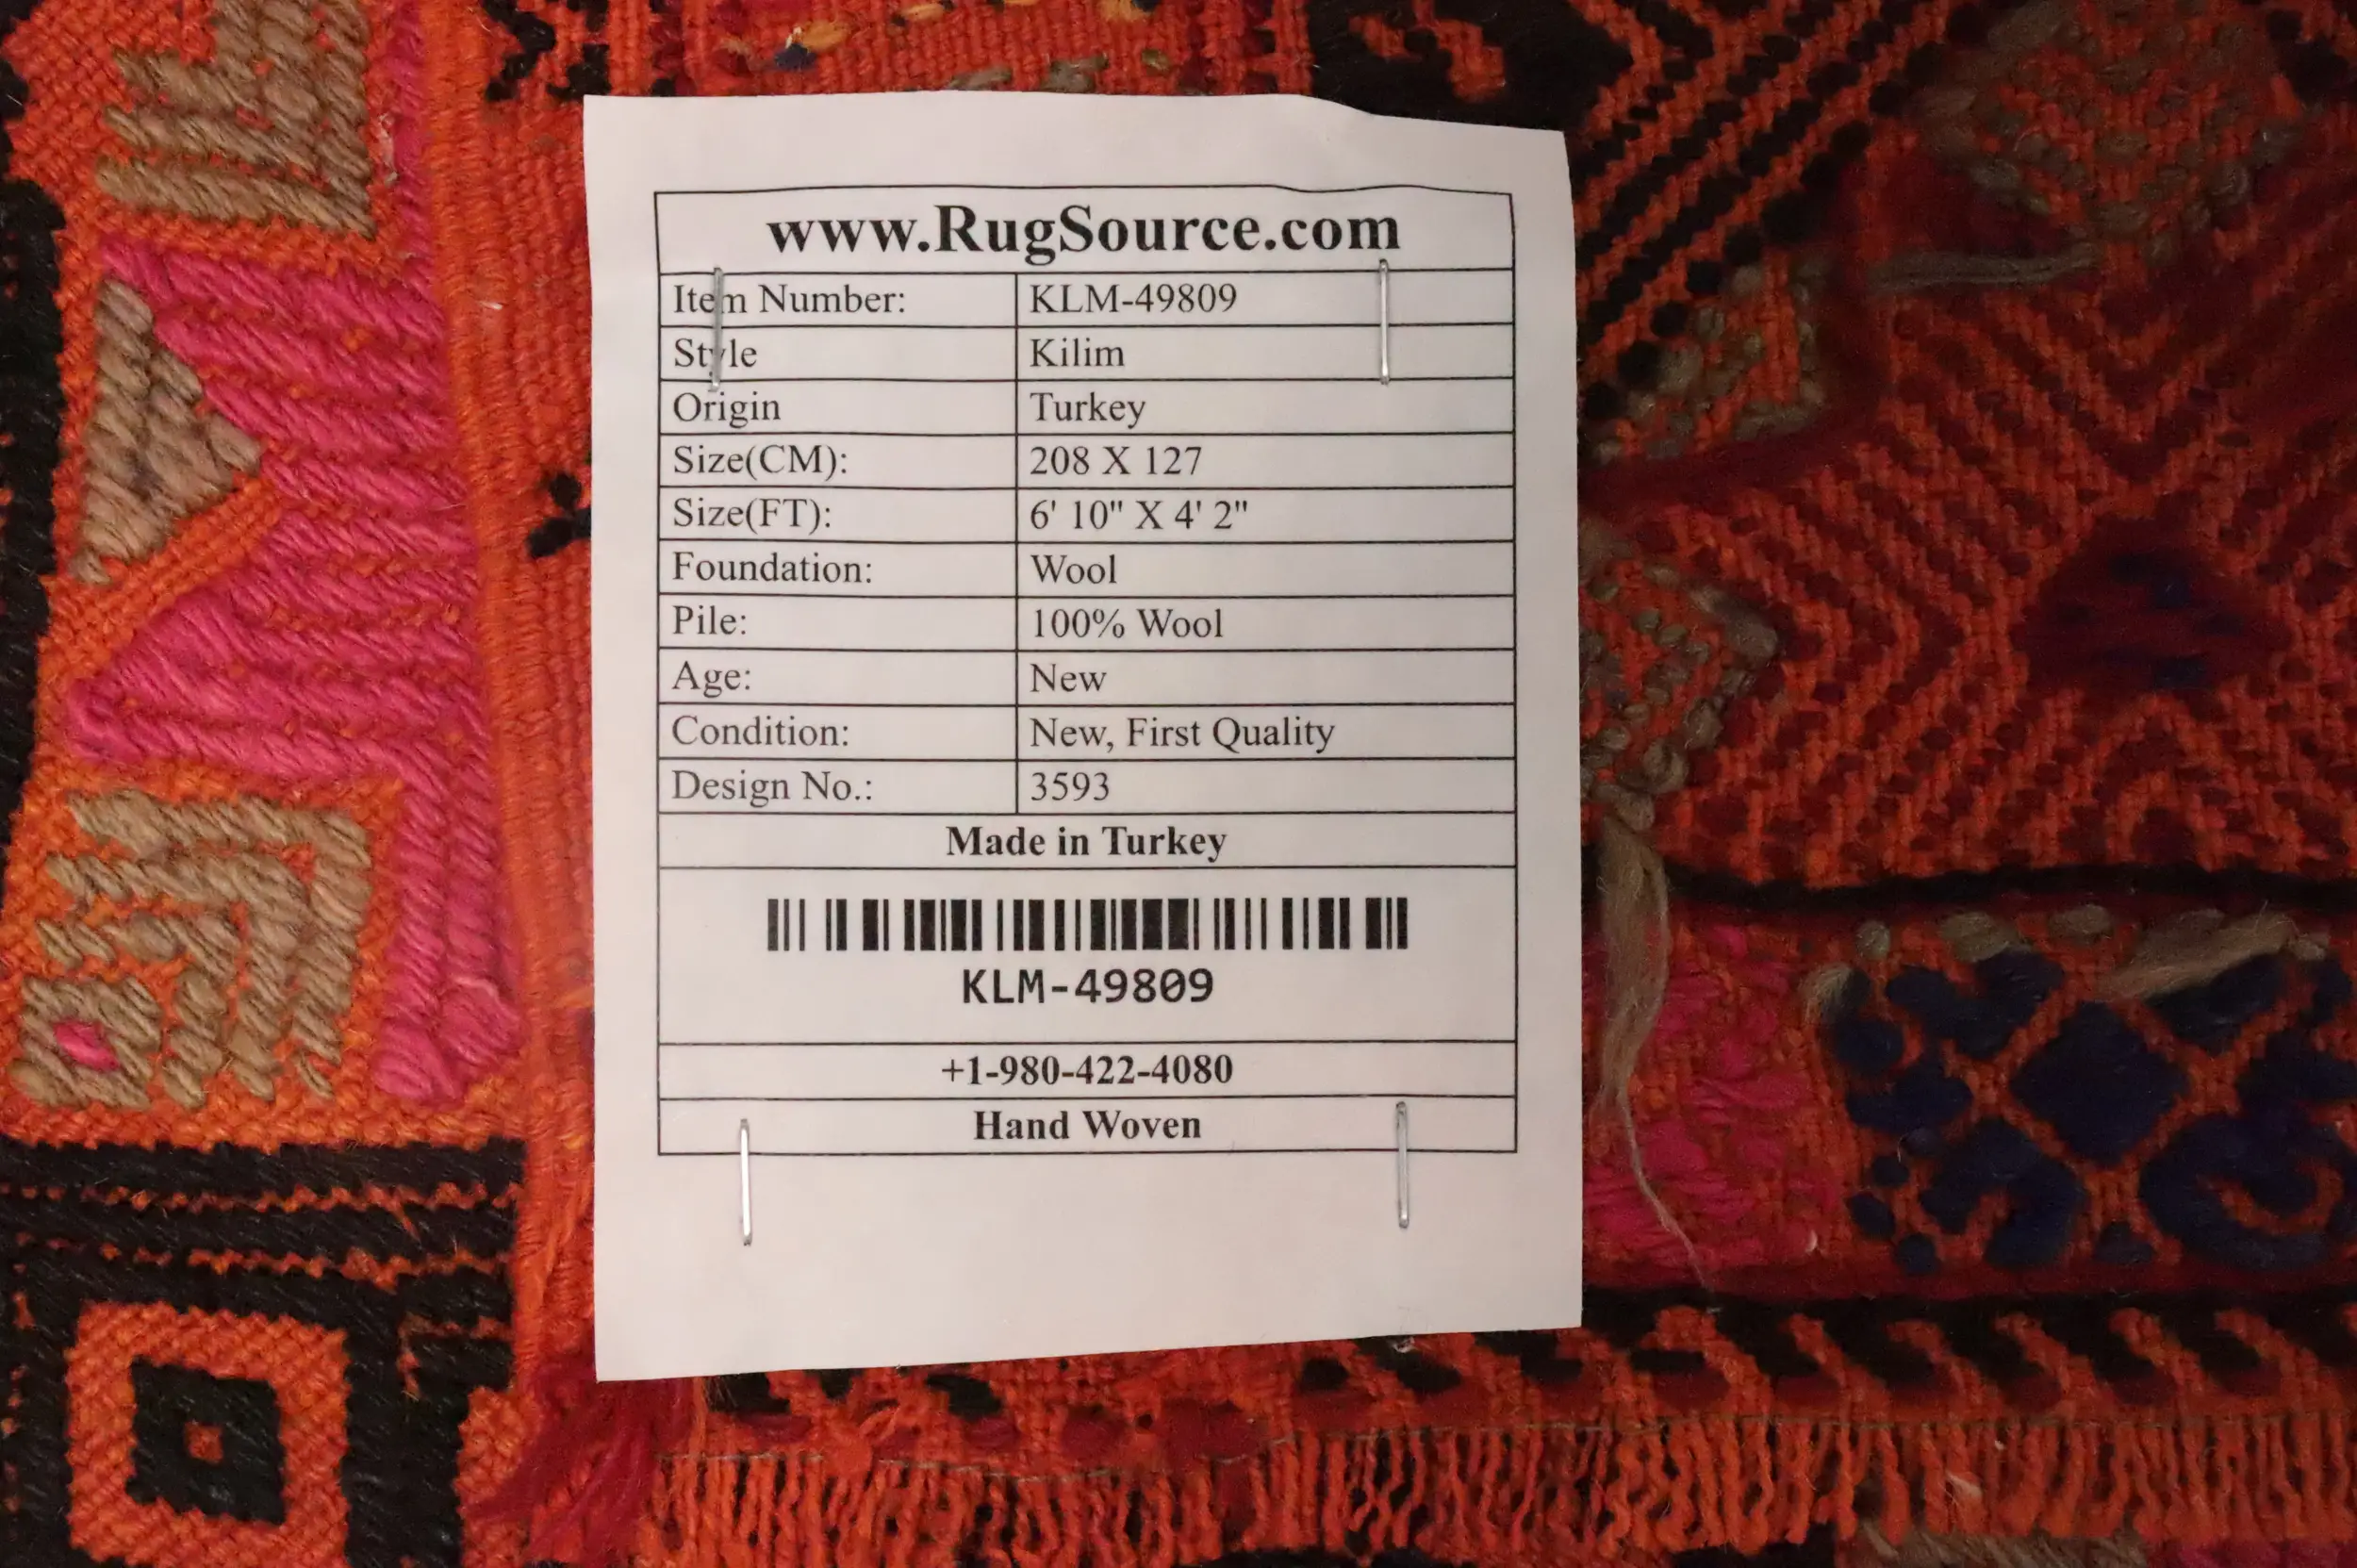 www.RugSource.com
Item Number: KLM-49809
Style Kilim
Origin Turkey
Size(CM): 208 X 127
Size(FT): 6' 10" X 4' 2"
Foundation: Wool
Pile: 100% Wool
Age: New
Condition: New, First Quality
Design No.: 3593
Made in Turkey
KLM-49809
+1-980-422-4080
Hand Woven